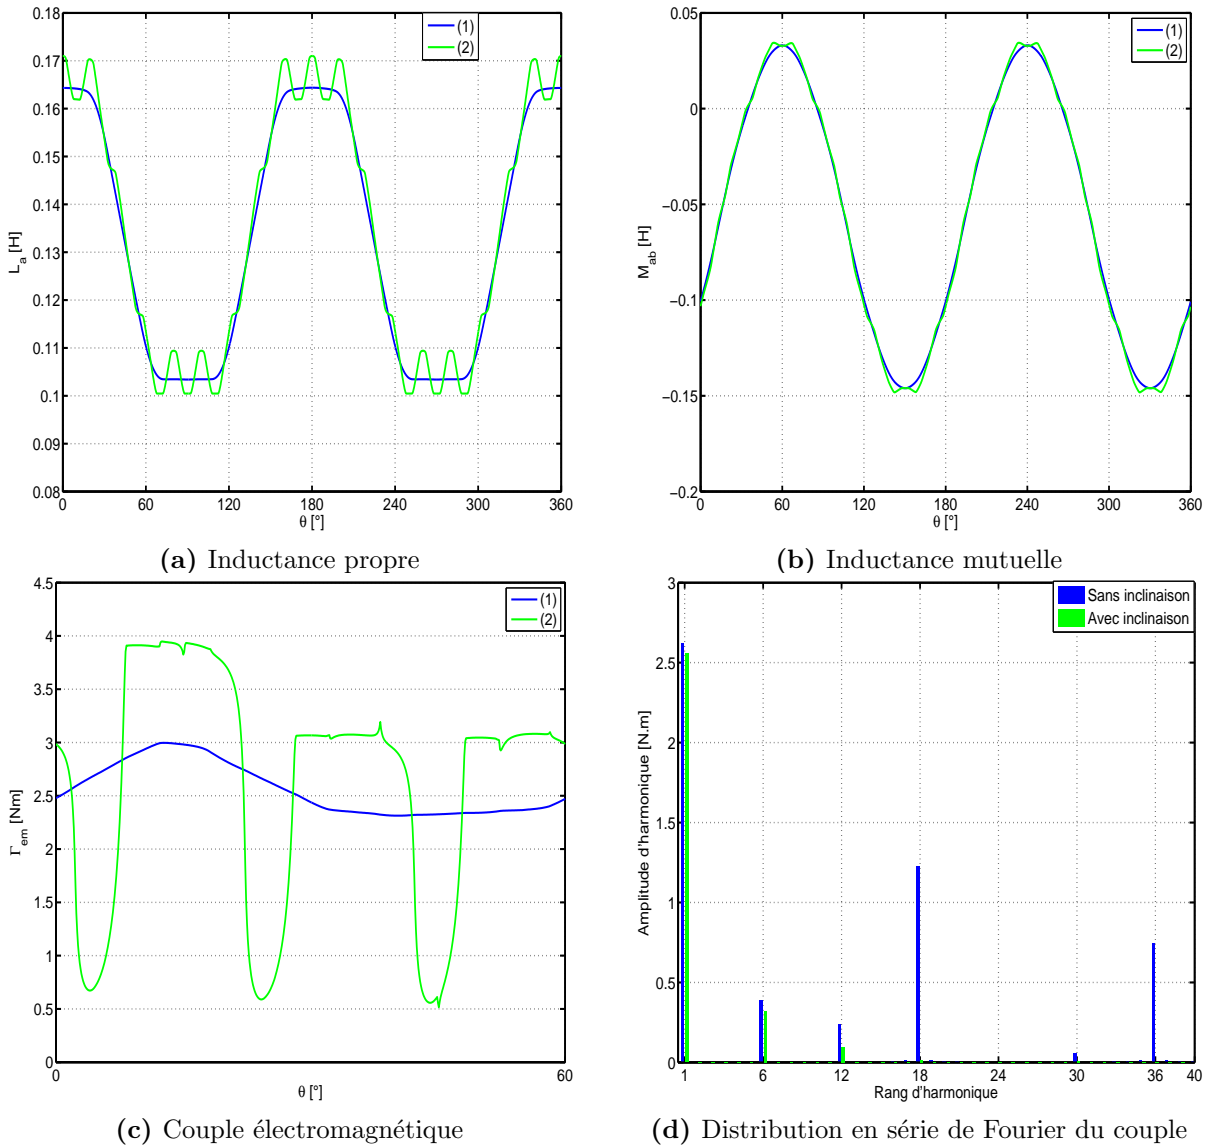 0.18
0.17
0.16
0.15
0.14
0.13
0.12
0.11
0.1
0.09
0.08
L_a [H]
0 60 120 180 240 300 360
θ [°]
(1)
(2)
(a) Inductance propre
0.05
0
−0.05
−0.1
−0.15
−0.2
M_ab [H]
0 60 120 180 240 300 360
θ [°]
(1)
(2)
(b) Inductance mutuelle
4.5
4
3.5
3
2.5
2
1.5
1
0.5
0
Γ_em [Nm]
0 60
θ [°]
(1)
(2)
(c) Couple électromagnétique
3
2.5
2
1.5
1
0.5
0
Amplitude d'harmonique [N.m]
1 6 12 18 24 30 36 40
Rang d'harmonique
Sans inclinaison
Avec inclinaison
(d) Distribution en série de Fourier du couple